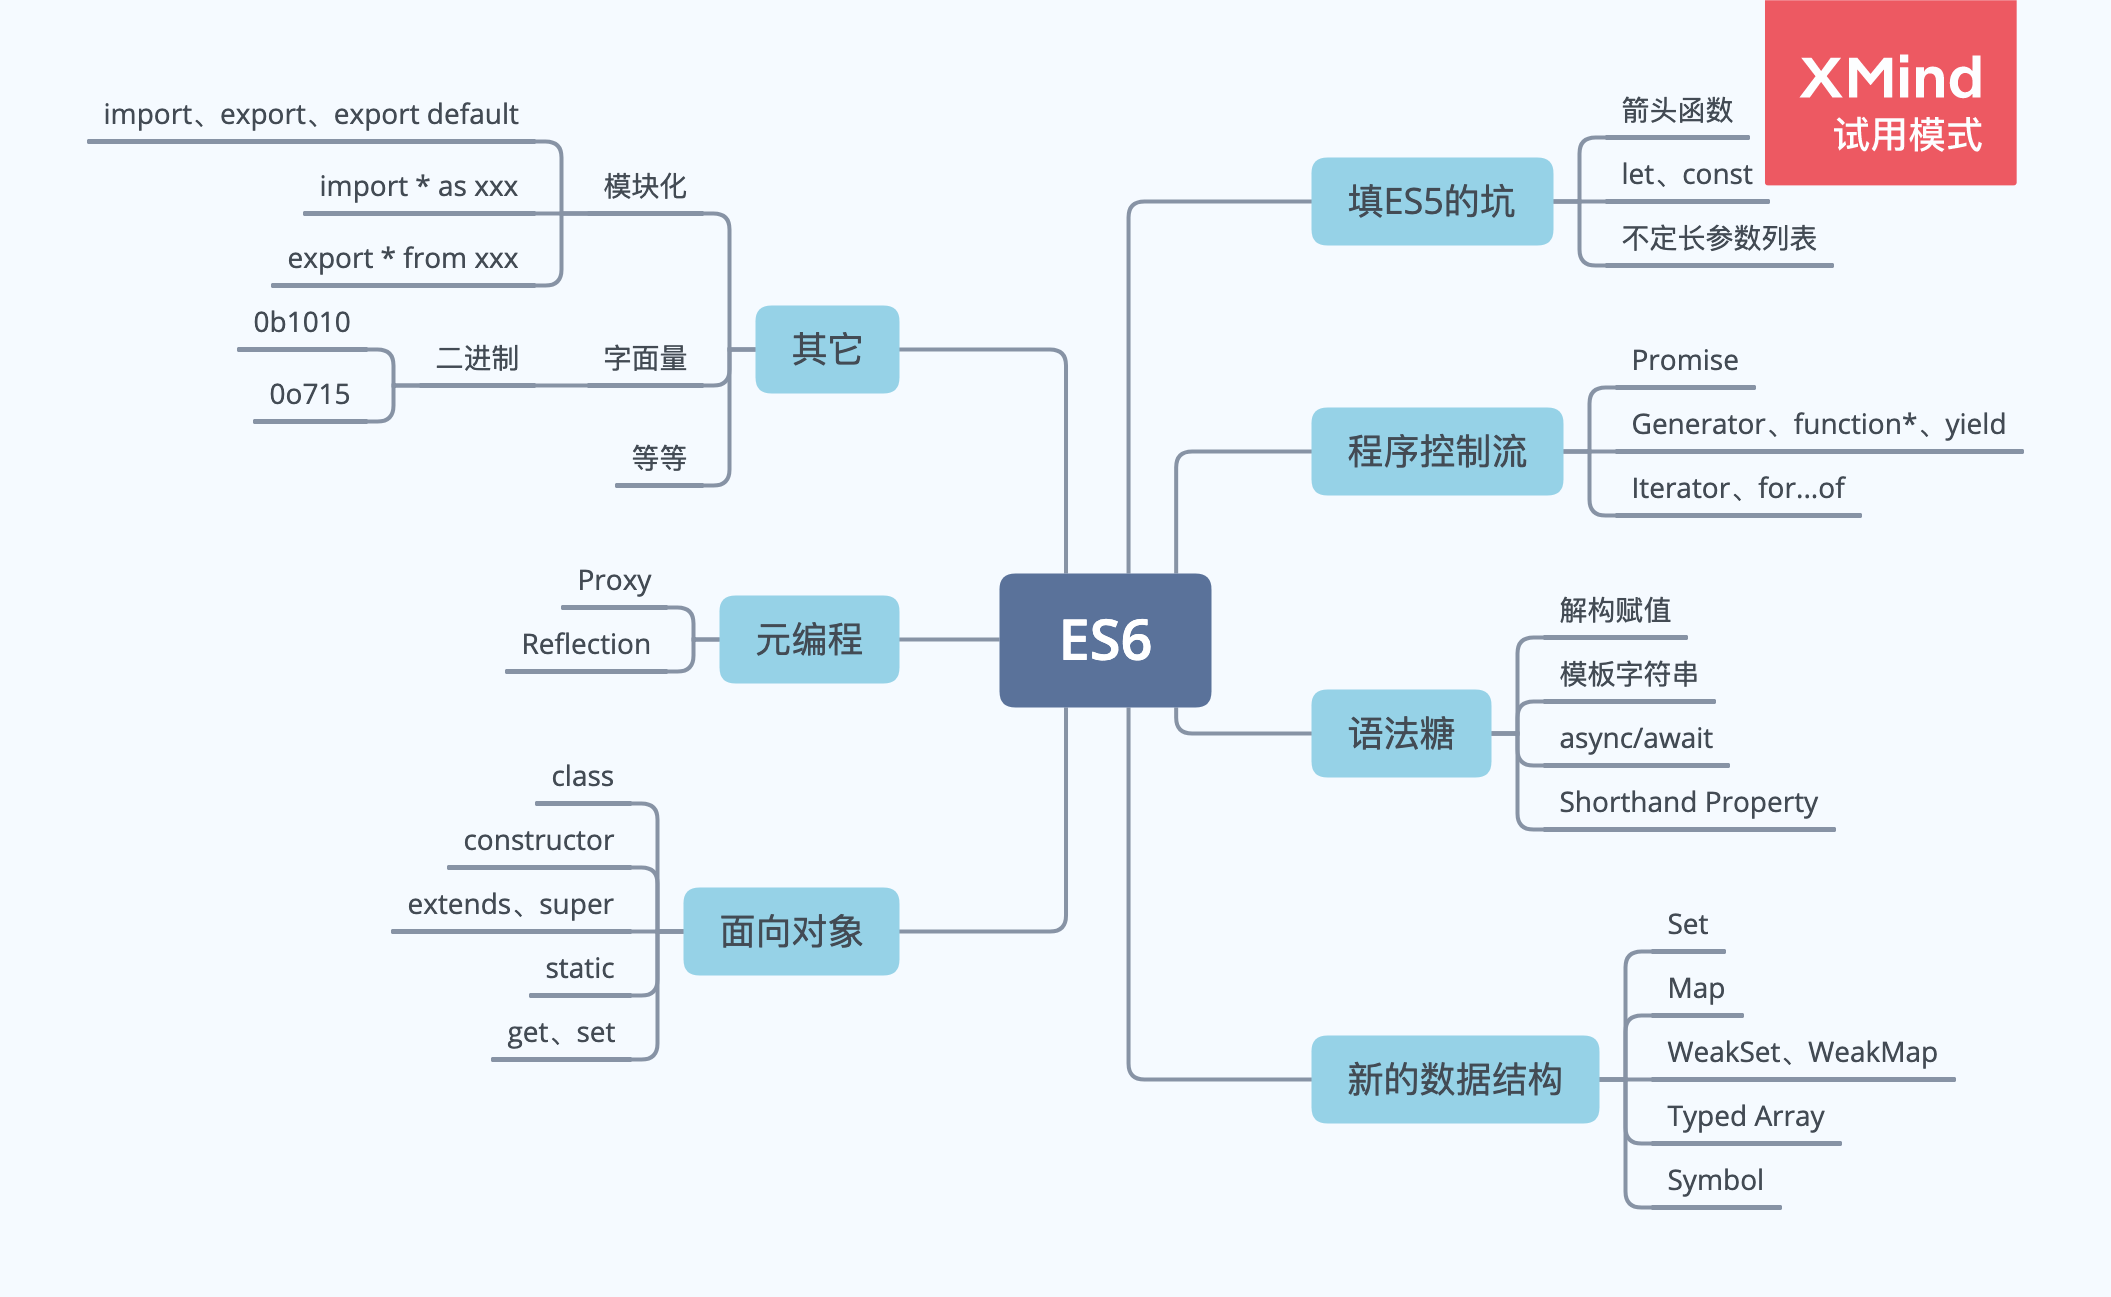 XMind
试用模式
ES6
填ES5的坑
箭头函数
let、const
不定长参数列表
程序控制流
Promise
Generator、function*、yield
Iterator、for...of
语法糖
解构赋值
模板字符串
async/await
Shorthand Property
新的数据结构
Set
Map
WeakSet、WeakMap
Typed Array
Symbol
其它
模块化
import、export、export default
import * as xxx
export * from xxx
字面量
二进制
0b1010
0o715
等等
元编程
Proxy
Reflection
面向对象
class
constructor
extends、super
static
get、set